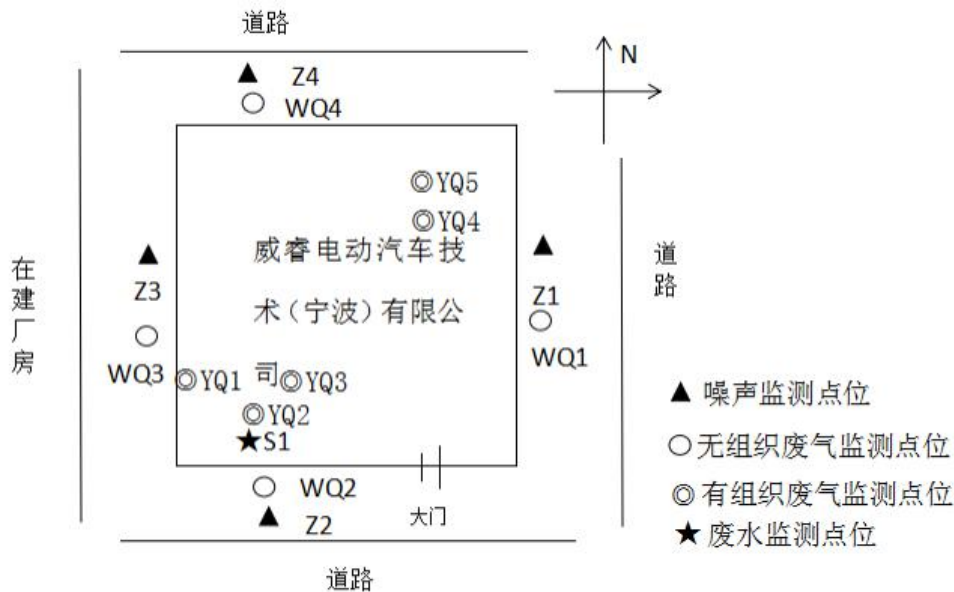 道路
N
Z4
WQ4
YQ5
YQ4
威睿电动汽车技
术（宁波）有限公
司
在建厂房
道路
Z3
WQ3
Z1
WQ1
YQ1
YQ3
YQ2
S1
WQ2
Z2
大门
道路
噪声监测点位
无组织废气监测点位
有组织废气监测点位
废水监测点位